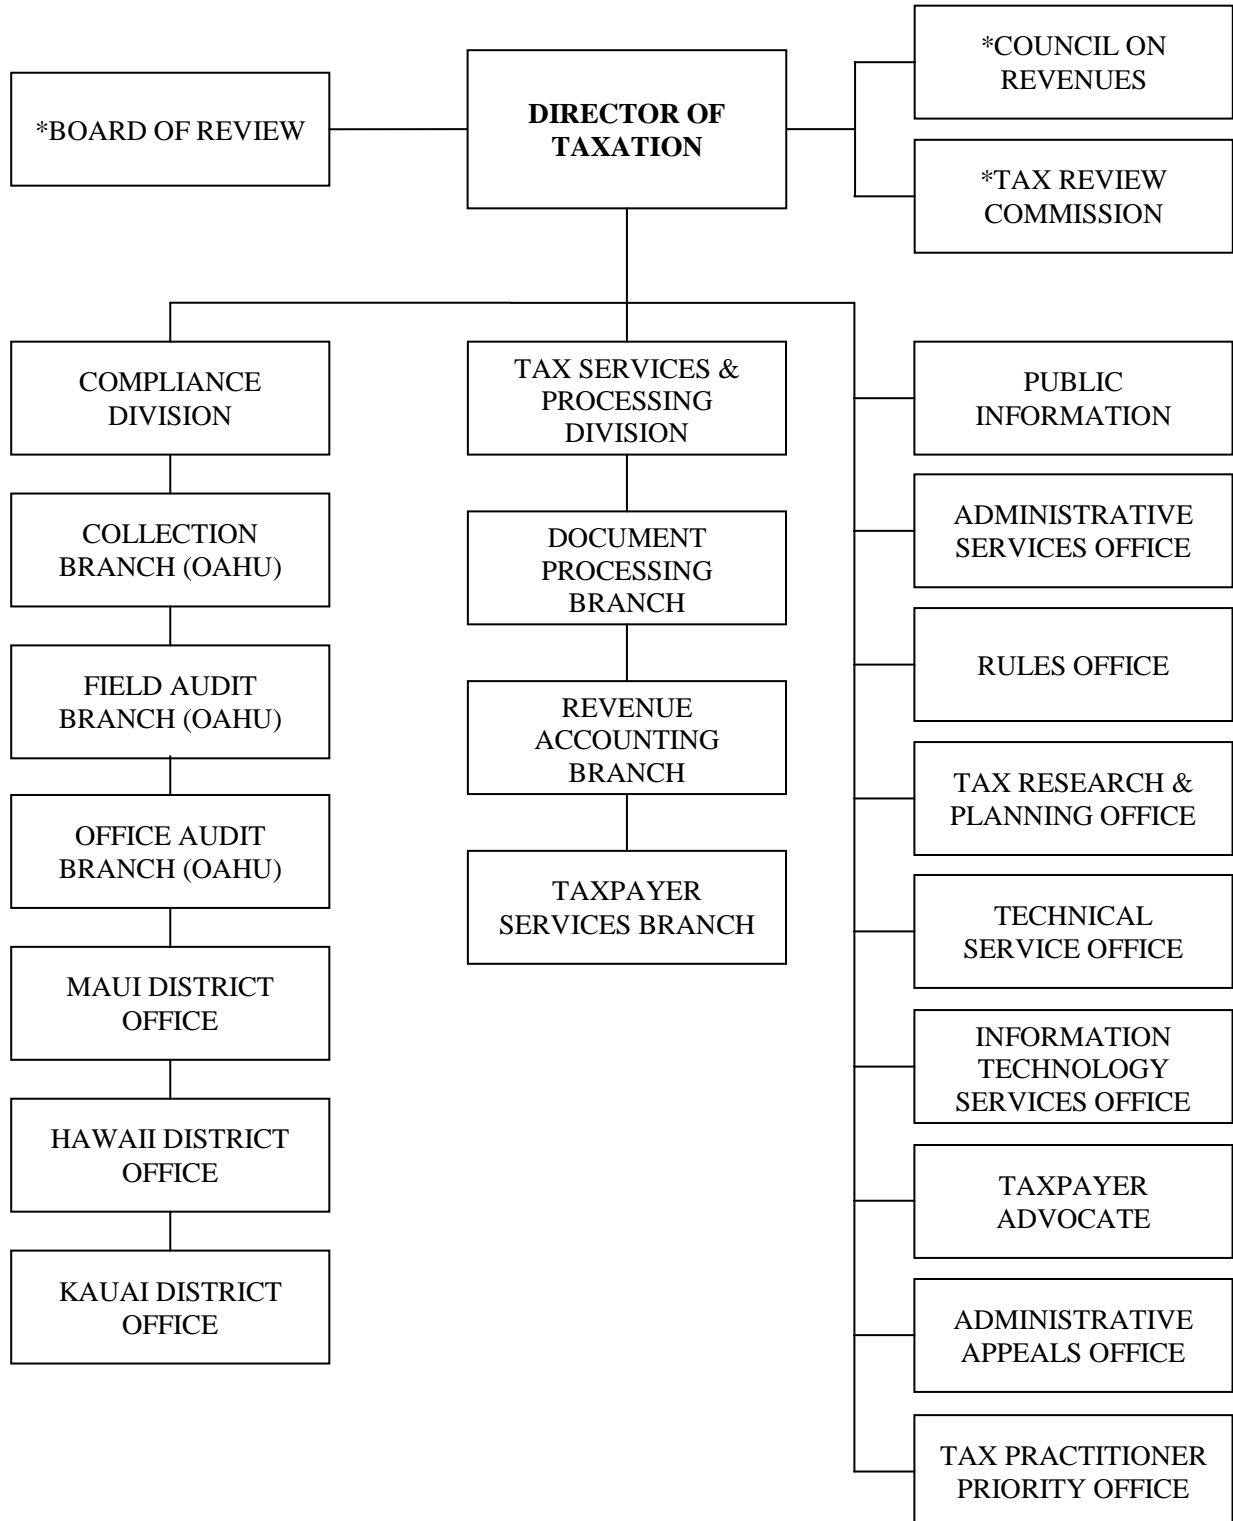 *COUNCIL ON
REVENUES
*BOARD OF REVIEW
DIRECTOR OF
TAXATION
*TAX REVIEW
COMMISSION
COMPLIANCE
DIVISION
COLLECTION
BRANCH (OAHU)
FIELD AUDIT
BRANCH (OAHU)
OFFICE AUDIT
BRANCH (OAHU)
MAUI DISTRICT
OFFICE
HAWAII DISTRICT
OFFICE
KAUAI DISTRICT
OFFICE
TAX SERVICES &
PROCESSING
DIVISION
DOCUMENT
PROCESSING
BRANCH
REVENUE
ACCOUNTING
BRANCH
TAXPAYER
SERVICES BRANCH
PUBLIC
INFORMATION
ADMINISTRATIVE
SERVICES OFFICE
RULES OFFICE
TAX RESEARCH &
PLANNING OFFICE
TECHNICAL
SERVICE OFFICE
INFORMATION
TECHNOLOGY
SERVICES OFFICE
TAXPAYER
ADVOCATE
ADMINISTRATIVE
APPEALS OFFICE
TAX PRACTITIONER
PRIORITY OFFICE